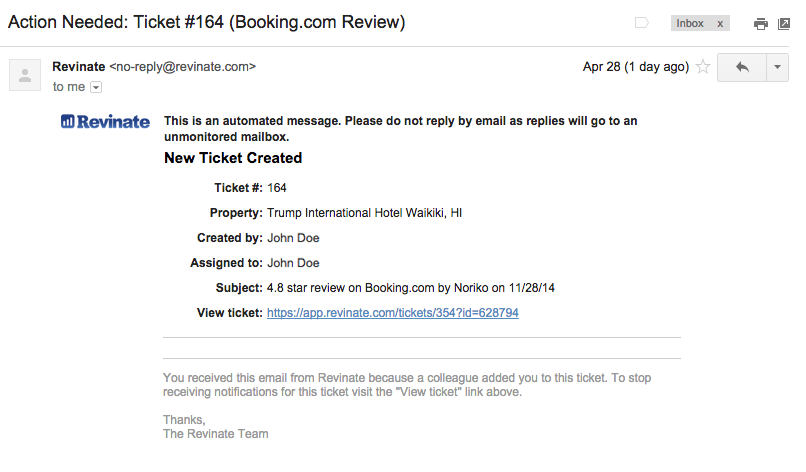 Action Needed: Ticket #164 (Booking.com Review)
Inbox x
Revinate <no-reply@revinate.com>
Apr 28 (1 day ago)
to me
Revinate
This is an automated message. Please do not reply by email as replies will go to an
unmonitored mailbox.
New Ticket Created
Ticket #: 164
Property: Trump International Hotel Waikiki, HI
Created by: John Doe
Assigned to: John Doe
Subject: 4.8 star review on Booking.com by Noriko on 11/28/14
View ticket: https://app.revinate.com/tickets/354?id=628794
You received this email from Revinate because a colleague added you to this ticket. To stop
receiving notifications for this ticket visit the "View ticket" link above.
Thanks,
The Revinate Team